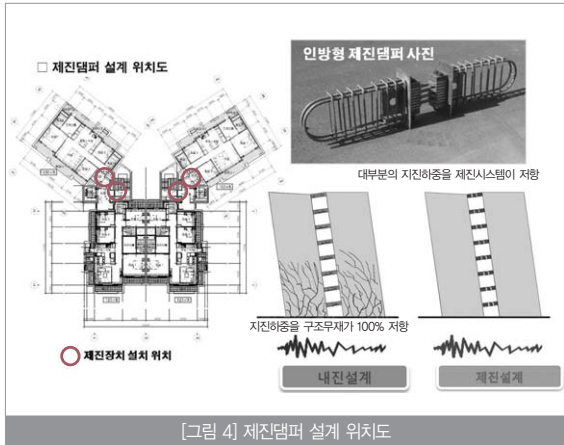 □ 제진댐퍼 설계 위치도
인방형 제진댐퍼 사진
대부분의 지진하중을 제진시스템이 저항
지진하중을 구조부재가 100% 저항
제진장치 설치 위치
내진설계
제진설계
[그림 4] 제진댐퍼 설계 위치도